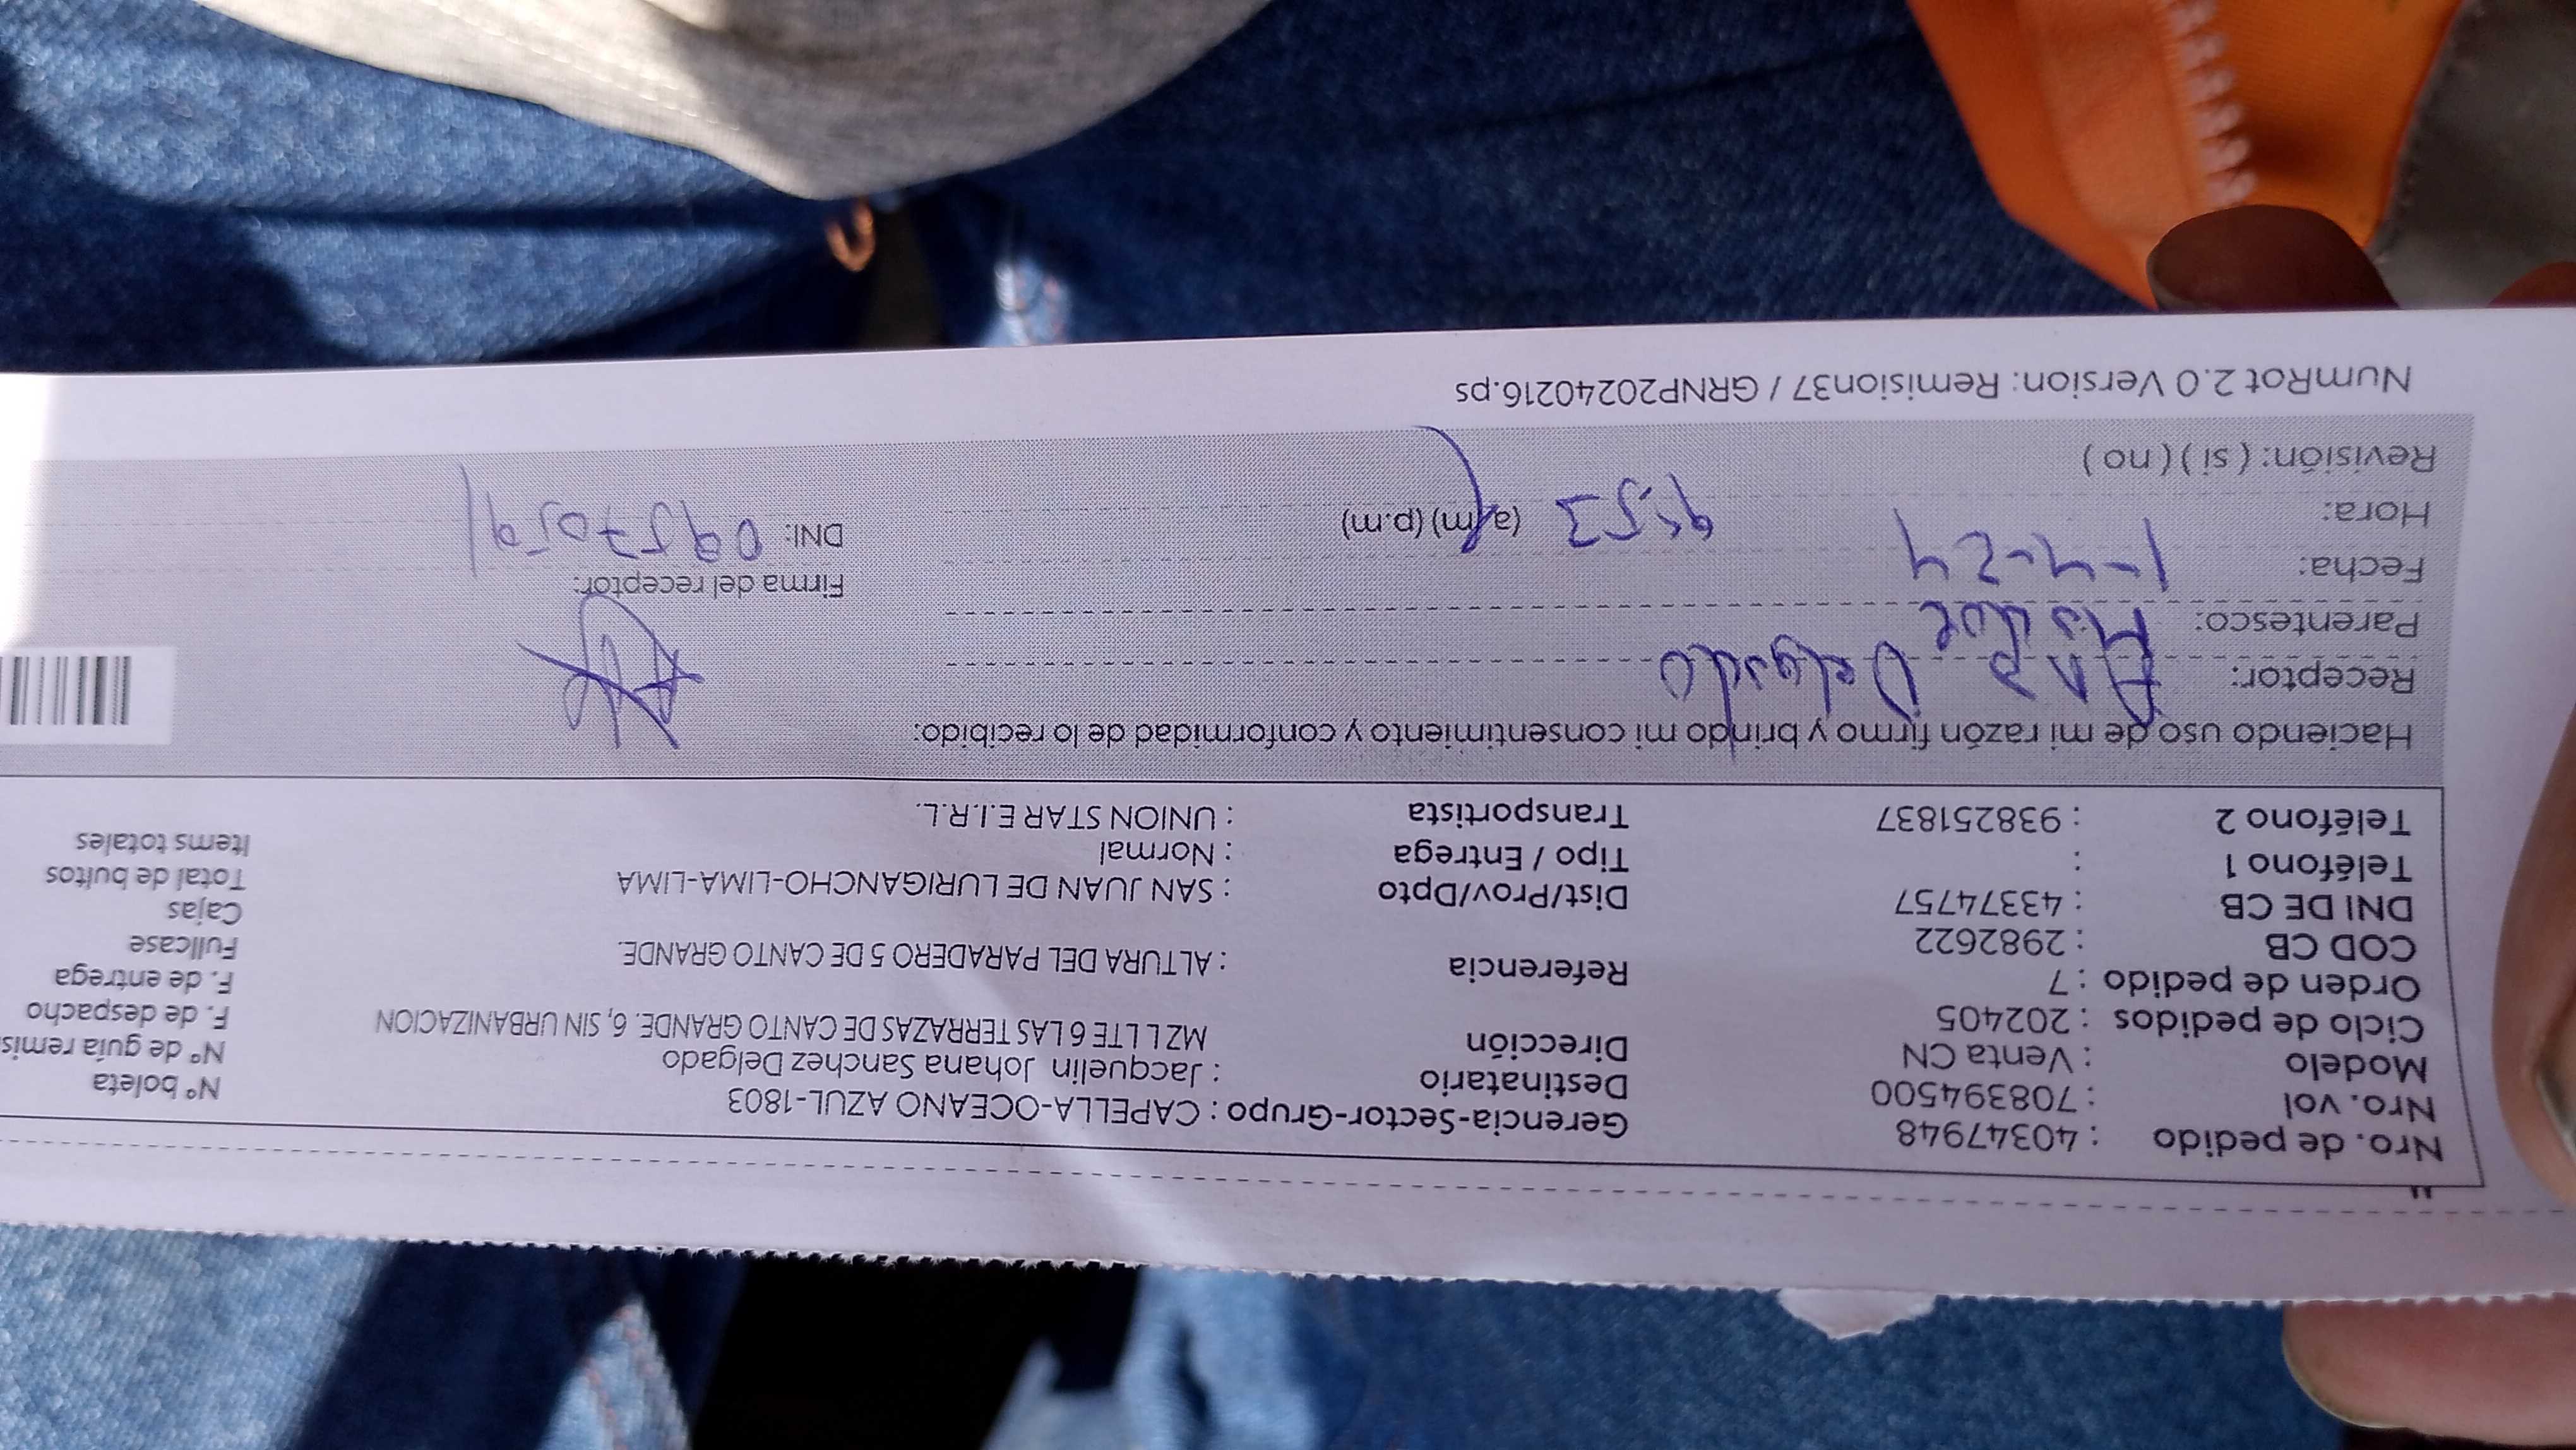 Nro. de pedido : 40347948 Gerencia-Sector-Grupo : CAPELLA-OCEANO AZUL-1803 Nº boleta
Nro. vol : 708394500 Destinatario : Jacquelin Johana Sanchez Delgado Nº de guía remis
Modelo : Venta CN Dirección MZ L LTE 6 LAS TERRAZAS DE CANTO GRANDE. 6, SIN URBANIZACION F. de despacho
Ciclo de pedidos : 202405 F. de entrega
Orden de pedido : 7 Referencia : ALTURA DEL PARADERO 5 DE CANTO GRANDE. Fullcase
COD CB : 2982622 Cajas
DNI DE CB : 43374757 Dist/Prov/Dpto : SAN JUAN DE LURIGANCHO-LIMA-LIMA Total de bultos
Teléfono 1 : Tipo / Entrega : Normal Items totales
Teléfono 2 : 938251837 Transportista : UNION STAR E.I.R.L.
Haciendo uso de mi razón firmo y brindo mi consentimiento y conformidad de lo recibido:
Receptor: Ana Delgado
Parentesco:
Fecha: 1-4-24 Firma del receptor:
Hora: 9:53 (a.m) (p.m) DNI: 09570591
Revisión: ( si ) ( no )
NumRot 2.0 Version: Remision37 / GRNP20240216.ps